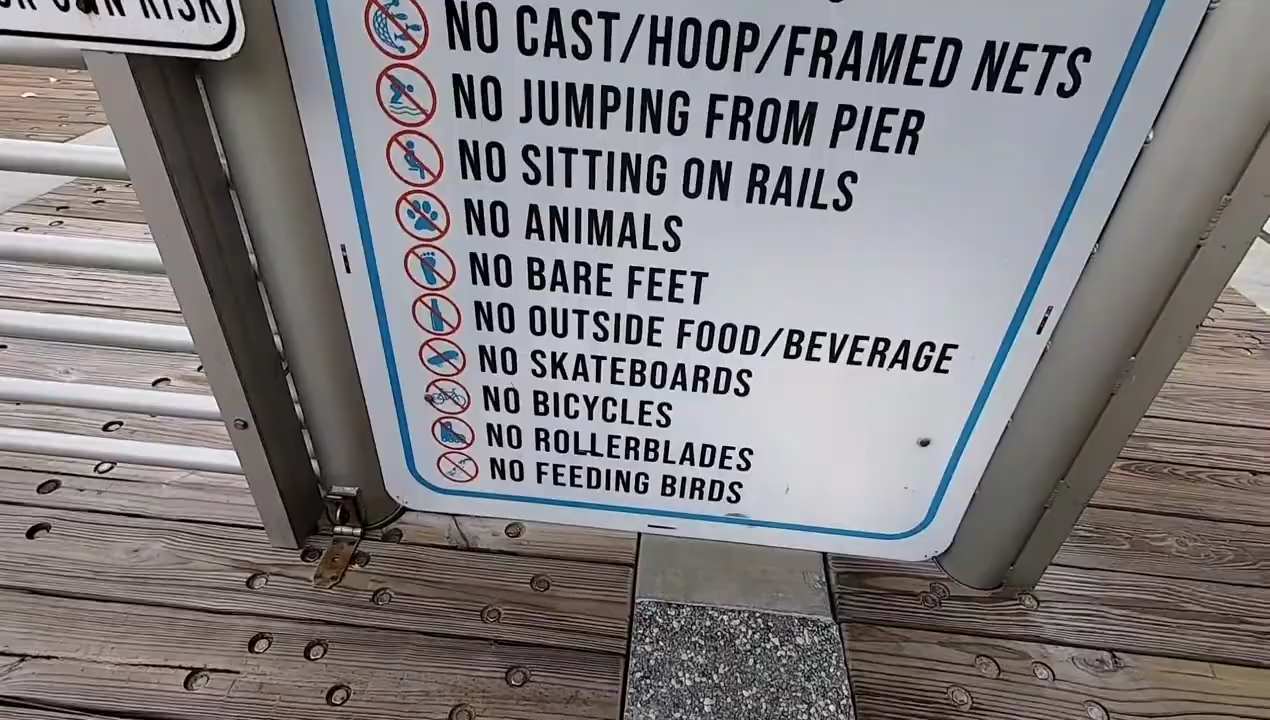 RISK
NO CAST/HOOP/FRAMED NETS
NO JUMPING FROM PIER
NO SITTING ON RAILS
NO ANIMALS
NO BARE FEET
NO OUTSIDE FOOD/BEVERAGE
NO SKATEBOARDS
NO BICYCLES
NO ROLLERBLADES
NO FEEDING BIRDS